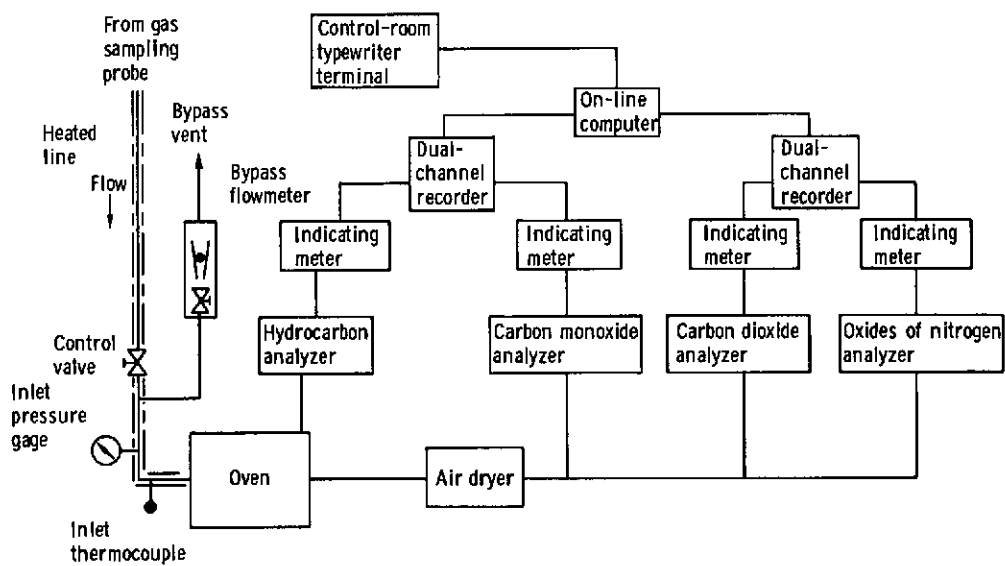 From gas
sampling
probe
Control-room
typewriter
terminal
On-line
computer
Heated
line
Bypass
vent
Flow
Bypass
flowmeter
Dual-
channel
recorder
Dual-
channel
recorder
Indicating
meter
Indicating
meter
Indicating
meter
Indicating
meter
Control
valve
Hydrocarbon
analyzer
Carbon monoxide
analyzer
Carbon dioxide
analyzer
Oxides of nitrogen
analyzer
Inlet
pressure
gage
Oven
Air dryer
Inlet
thermocouple